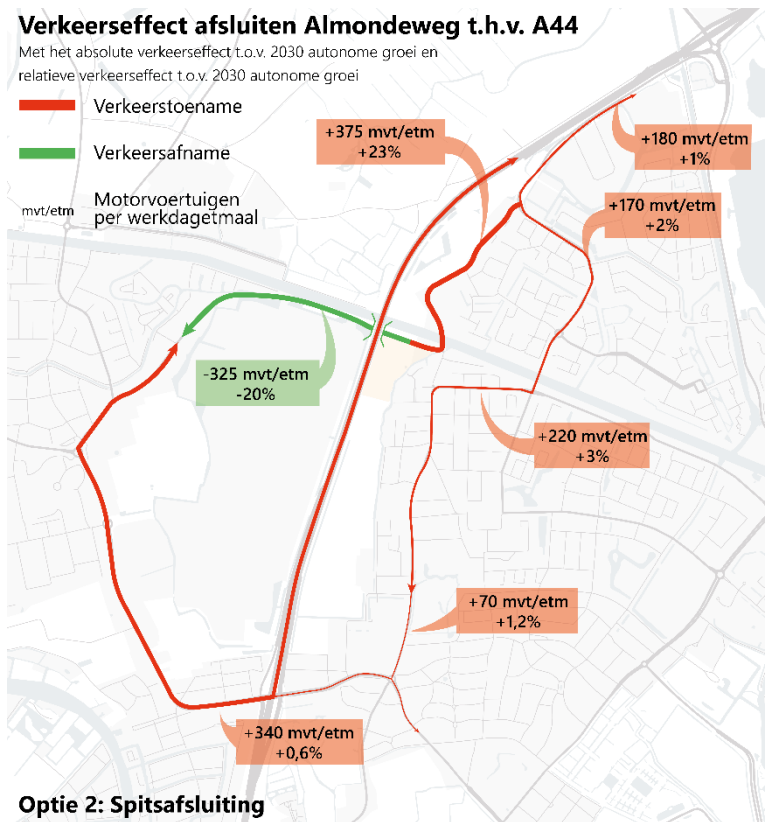 Verkeerseffect afsluiten Almondeweg t.h.v. A44
Met het absolute verkeerseffect t.o.v. 2030 autonome groei en
relatieve verkeerseffect t.o.v. 2030 autonome groei
Verkeerstoename
Verkeersafname
mvt/etm
Motorvoertuigen
per werkdagetmaal
+375 mvt/etm
+23%
+180 mvt/etm
+1%
+170 mvt/etm
+2%
-325 mvt/etm
-20%
+220 mvt/etm
+3%
+70 mvt/etm
+1,2%
+340 mvt/etm
+0,6%
Optie 2: Spitsafsluiting